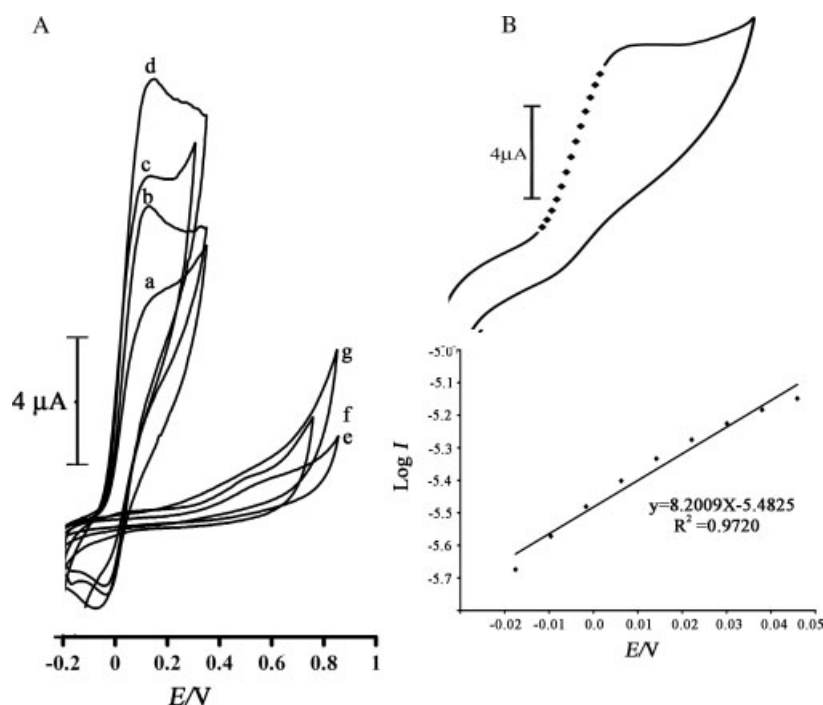 A
d
c
b
a
4 µA
g
f
e
-0.2 0 0.2 0.4 0.6 0.8 1
E/V
B
4µA
-5.0
-5.1
-5.2
-5.3
-5.4
-5.5
-5.6
-5.7
Log I
y=8.2009X-5.4825
R² =0.9720
-0.02 -0.01 0.0 0.01 0.02 0.03 0.04 0.05
E/V